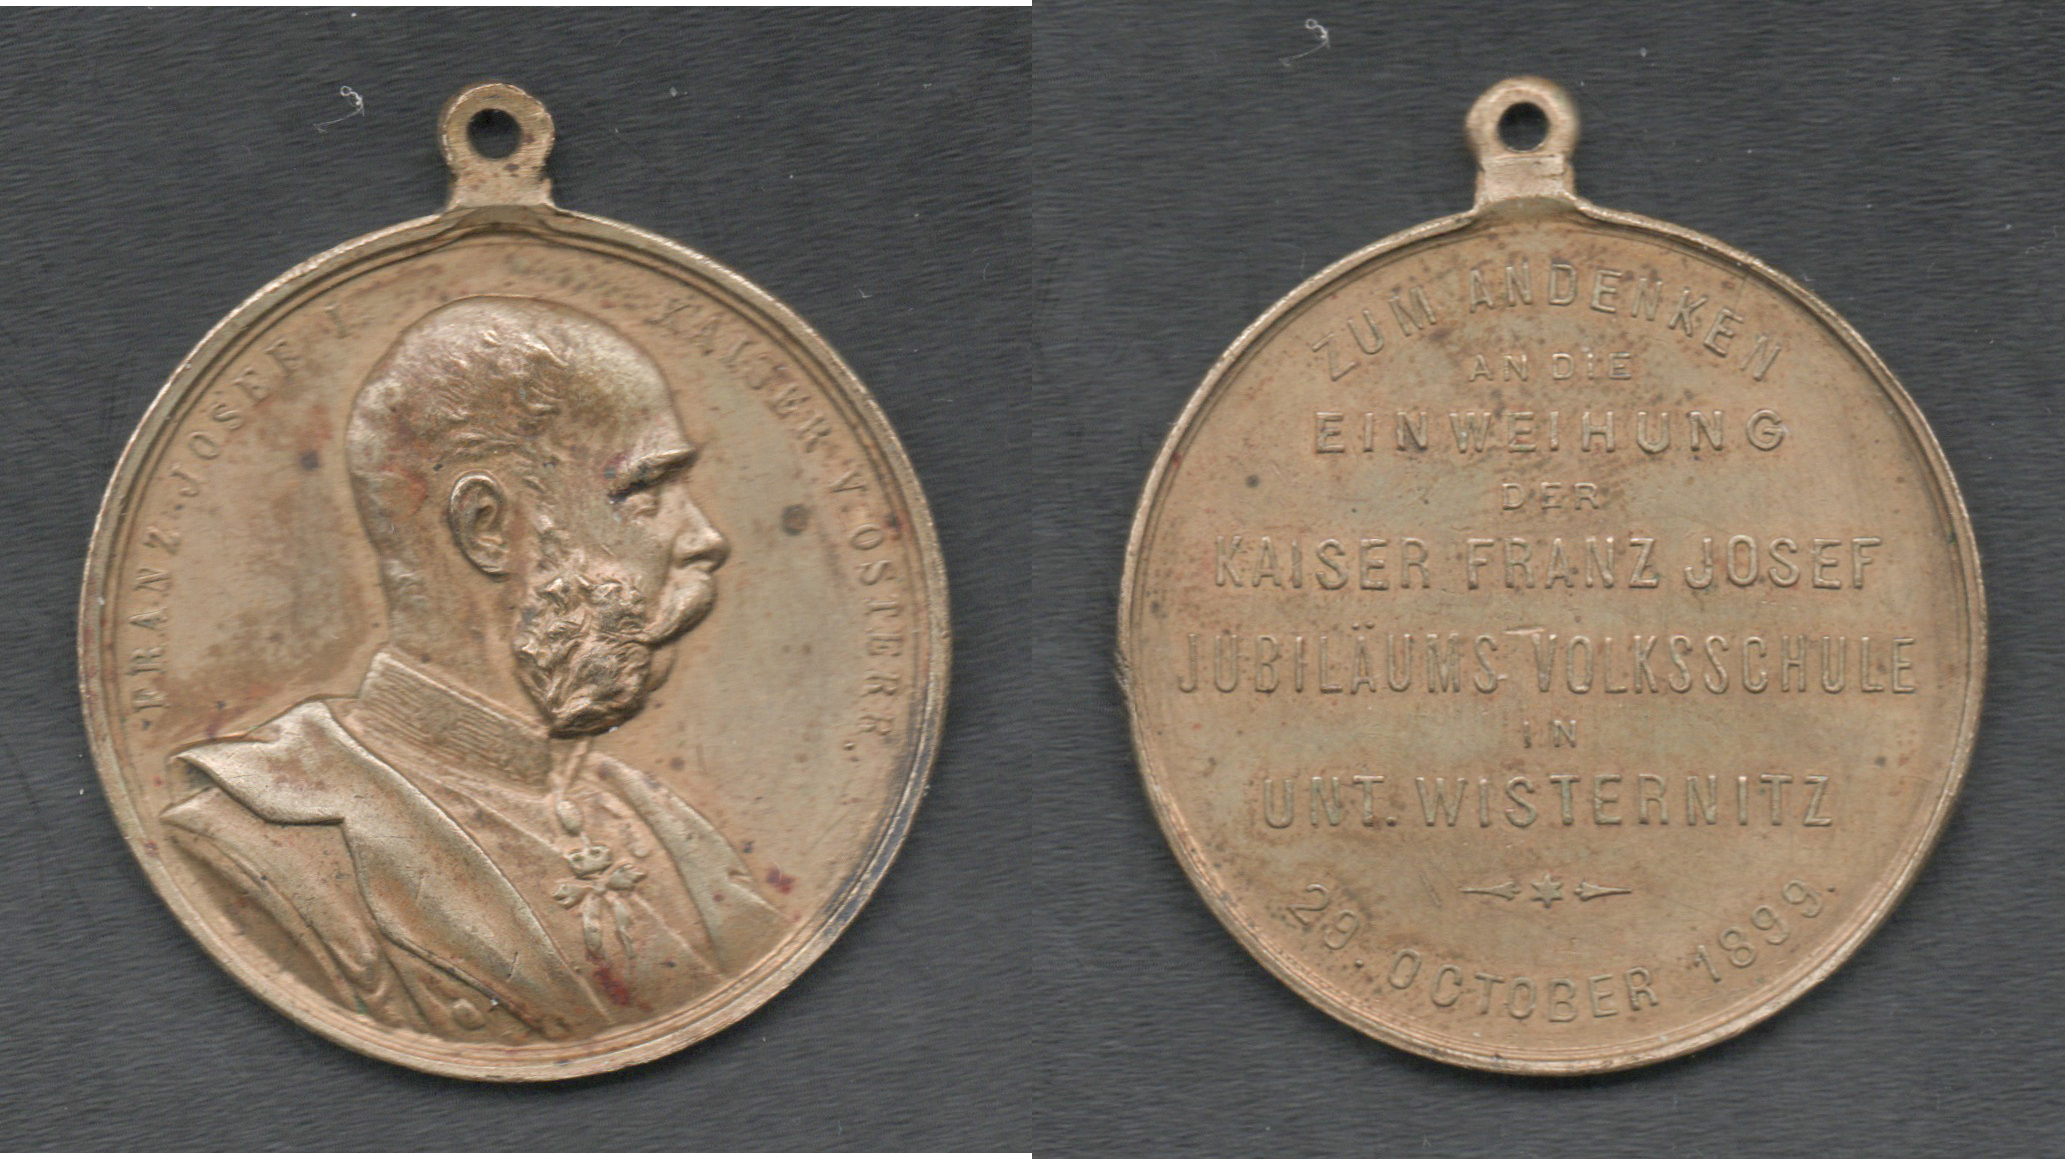 FRANZ JOSEF I. KAISER V. OSTERR.
ZUM ANDENKEN
AN DIE
EINWEIHUNG
DER
KAISER FRANZ JOSEF
JUBILÄUMS VOLKSSCHULE
IN
UNT. WISTERNITZ
29. OCTOBER 1899.